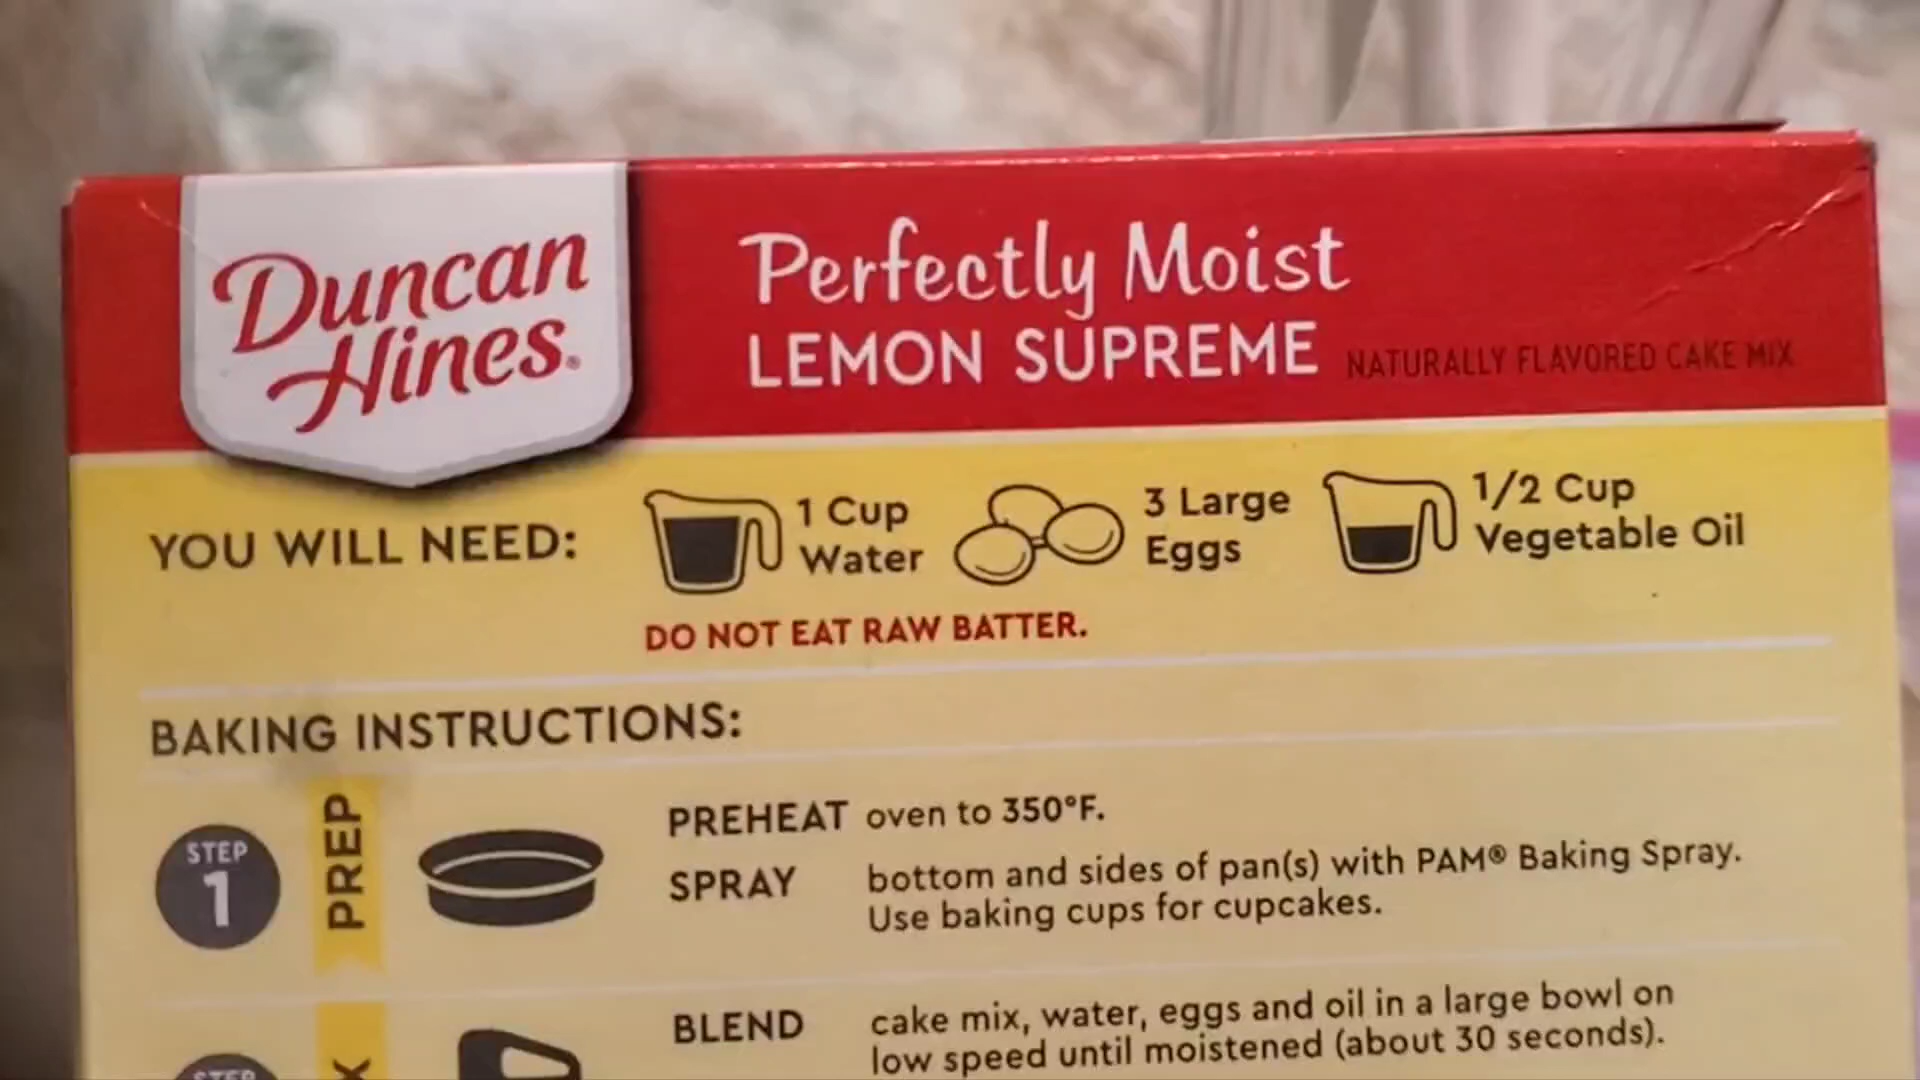 Duncan
Hines®
Perfectly Moist
LEMON SUPREME NATURALLY FLAVORED CAKE MIX
YOU WILL NEED:
1 Cup
Water
3 Large
Eggs
1/2 Cup
Vegetable Oil
DO NOT EAT RAW BATTER.
BAKING INSTRUCTIONS:
STEP
1
PREP
PREHEAT oven to 350°F.
SPRAY bottom and sides of pan(s) with PAM® Baking Spray.
Use baking cups for cupcakes.
STEP
BLEND cake mix, water, eggs and oil in a large bowl on
low speed until moistened (about 30 seconds).